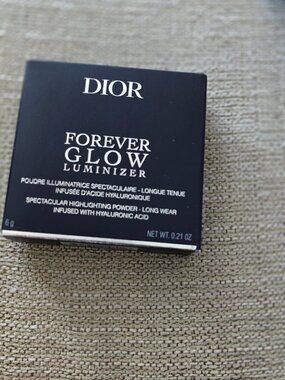 DIOR
FOREVER
GLOW
LUMINIZER
POUDRE ILLUMINATRICE SPECTACULAIRE - LONGUE TENUE
INFUSÉE D'ACIDE HYALURONIQUE
SPECTACULAR HIGHLIGHTING POWDER - LONG WEAR
INFUSED WITH HYALURONIC ACID
6 g
NET WT. 0.21 OZ